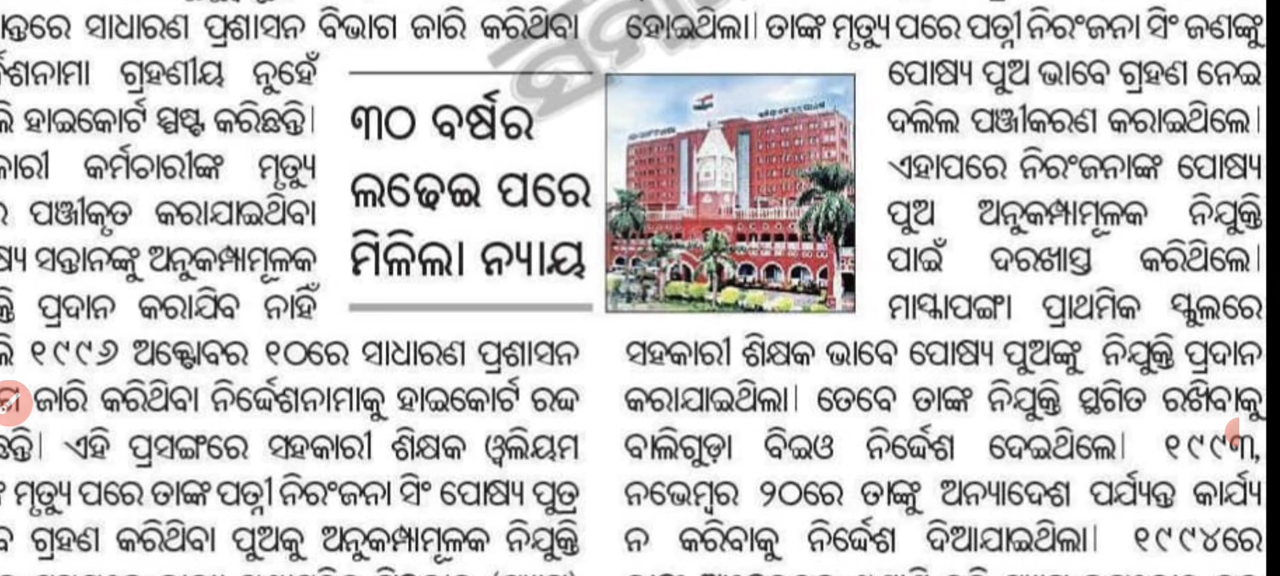 ସାଧାରଣ ପ୍ରଶାସନ ବିଭାଗ ଜାରି କରିଥିବା
ଗ୍ରହଣୀୟ ନୁହେଁ
ହାଇକୋର୍ଟ ସ୍ପଷ୍ଟ କରିଛନ୍ତି।
କର୍ମଚାରୀଙ୍କ ମୃତ୍ୟୁ
ପଞ୍ଜୀକୃତ କରାଯାଇଥିବା
ସନ୍ତାନଙ୍କୁ ଅନୁକମ୍ପାମୂଳକ
ପ୍ରଦାନ କରାଯିବ ନାହିଁ
୧୯୯୬ ଅକ୍ଟୋବର ୧୦ରେ ସାଧାରଣ ପ୍ରଶାସନ
ଜାରି କରିଥିବା ନିର୍ଦ୍ଦେଶନାମାକୁ ହାଇକୋର୍ଟ ରଦ୍ଦ
ଏହି ପ୍ରସଙ୍ଗରେ ସହକାରୀ ଶିକ୍ଷକ ୱିଲିୟମ
ମୃତ୍ୟୁ ପରେ ତାଙ୍କ ପତ୍ନୀ ନିରଂଜନା ସିଂ ପୋଷ୍ୟ ପୁତ୍ର
ଗ୍ରହଣ କରିଥିବା ପୁଅକୁ ଅନୁକମ୍ପାମୂଳକ ନିଯୁକ୍ତି
୩୦ ବର୍ଷର
ଲଢେଇ ପରେ
ମିଳିଲା ନ୍ୟାୟ
ହୋଇଥିଲା। ତାଙ୍କ ମୃତ୍ୟୁ ପରେ ପତ୍ନୀ ନିରଂଜନା ସିଂ ଜଣଙ୍କୁ
ପୋଷ୍ୟ ପୁଅ ଭାବେ ଗ୍ରହଣ ନେଇ
ଦଲିଲ ପଞ୍ଜୀକରଣ କରାଇଥିଲେ।
ଏହାପରେ ନିରଂଜନାଙ୍କ ପୋଷ୍ୟ
ପୁଅ ଅନୁକମ୍ପାମୂଳକ ନିଯୁକ୍ତି
ପାଇଁ ଦରଖାସ୍ତ କରିଥିଲେ।
ମାସ୍କାପଙ୍ଗା ପ୍ରାଥମିକ ସ୍କୁଲରେ
ସହକାରୀ ଶିକ୍ଷକ ଭାବେ ପୋଷ୍ୟ ପୁଅଙ୍କୁ ନିଯୁକ୍ତି ପ୍ରଦାନ
କରାଯାଇଥିଲା। ତେବେ ତାଙ୍କ ନିଯୁକ୍ତି ସ୍ଥଗିତ ରଖିବାକୁ
ବାଲିଗୁଡ଼ା ବିଇଓ ନିର୍ଦ୍ଦେଶ ଦେଇଥିଲେ। ୧୯୯୩,
ନଭେମ୍ବର ୨୦ରେ ତାଙ୍କୁ ଅନ୍ୟାଦେଶ ପର୍ଯ୍ୟନ୍ତ କାର୍ଯ୍ୟ
ନ କରିବାକୁ ନିର୍ଦ୍ଦେଶ ଦିଆଯାଇଥିଲା। ୧୯୯୪ରେ